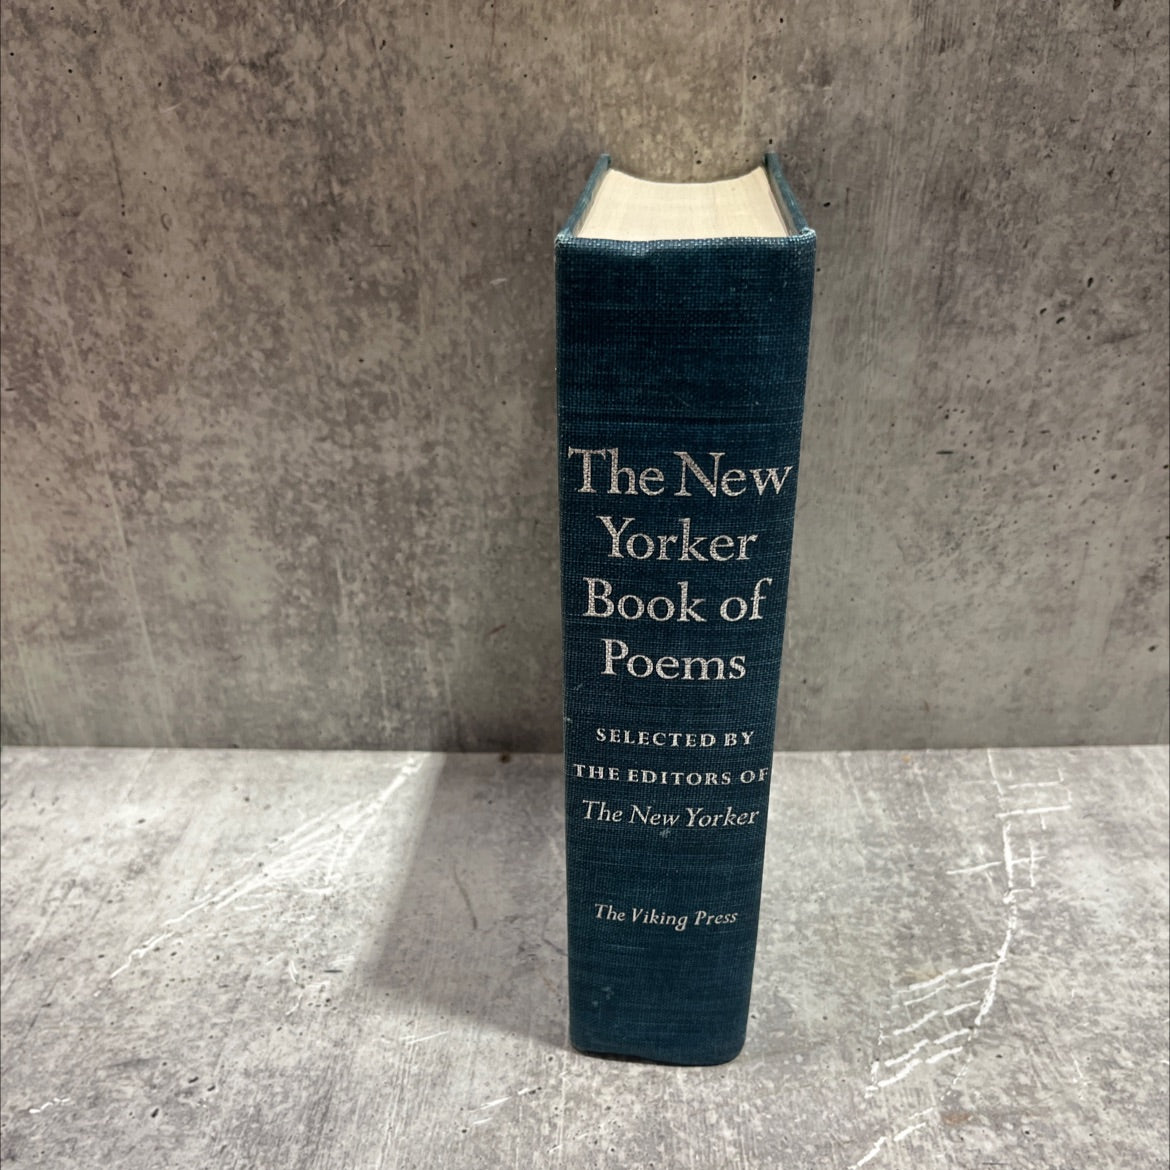 The New
Yorker
Book of
Poems
SELECTED BY
THE EDITORS OF
The New Yorker
The Viking Press